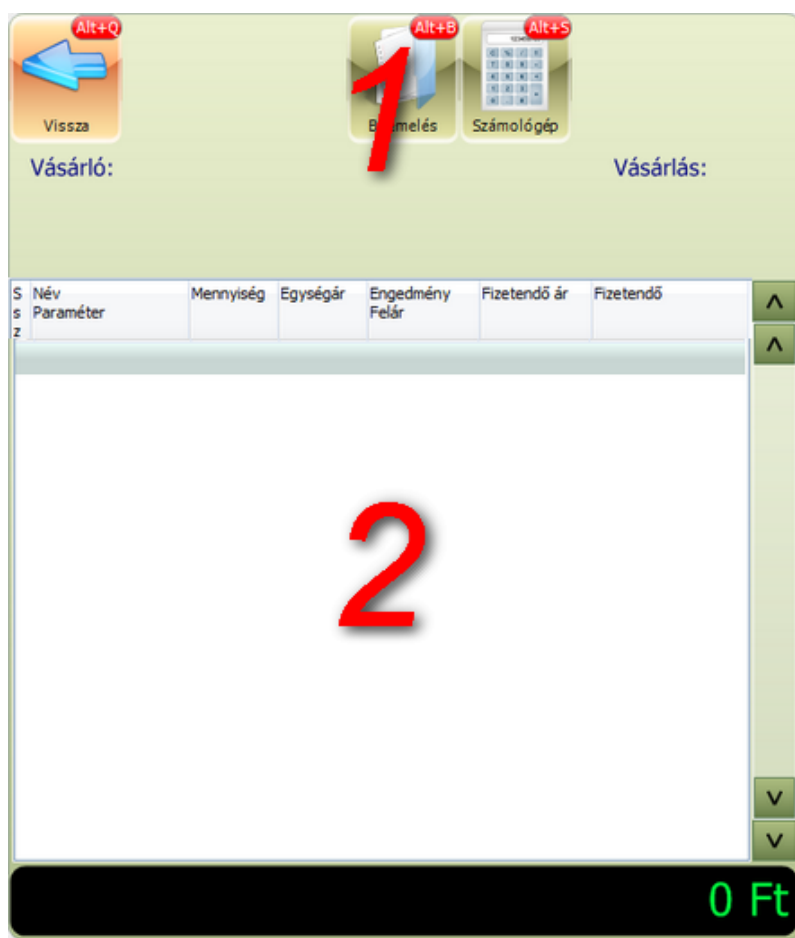 Alt+Q Alt+B Alt+S
Vissza Számológép
1
Vásárló: Vásárlás:
S s z Név Paraméter Mennyiség Egységár Engedmény Felár Fizetendő ár Fizetendő
2
0 Ft